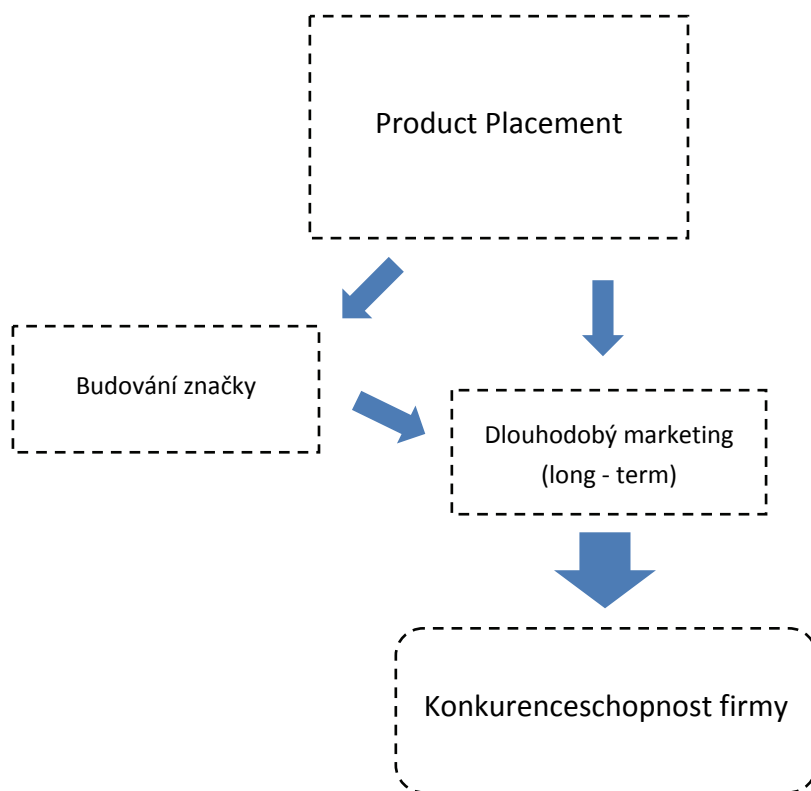 Product Placement
Budování značky
Dlouhodobý marketing
(long - term)
Konkurenceschopnost firmy